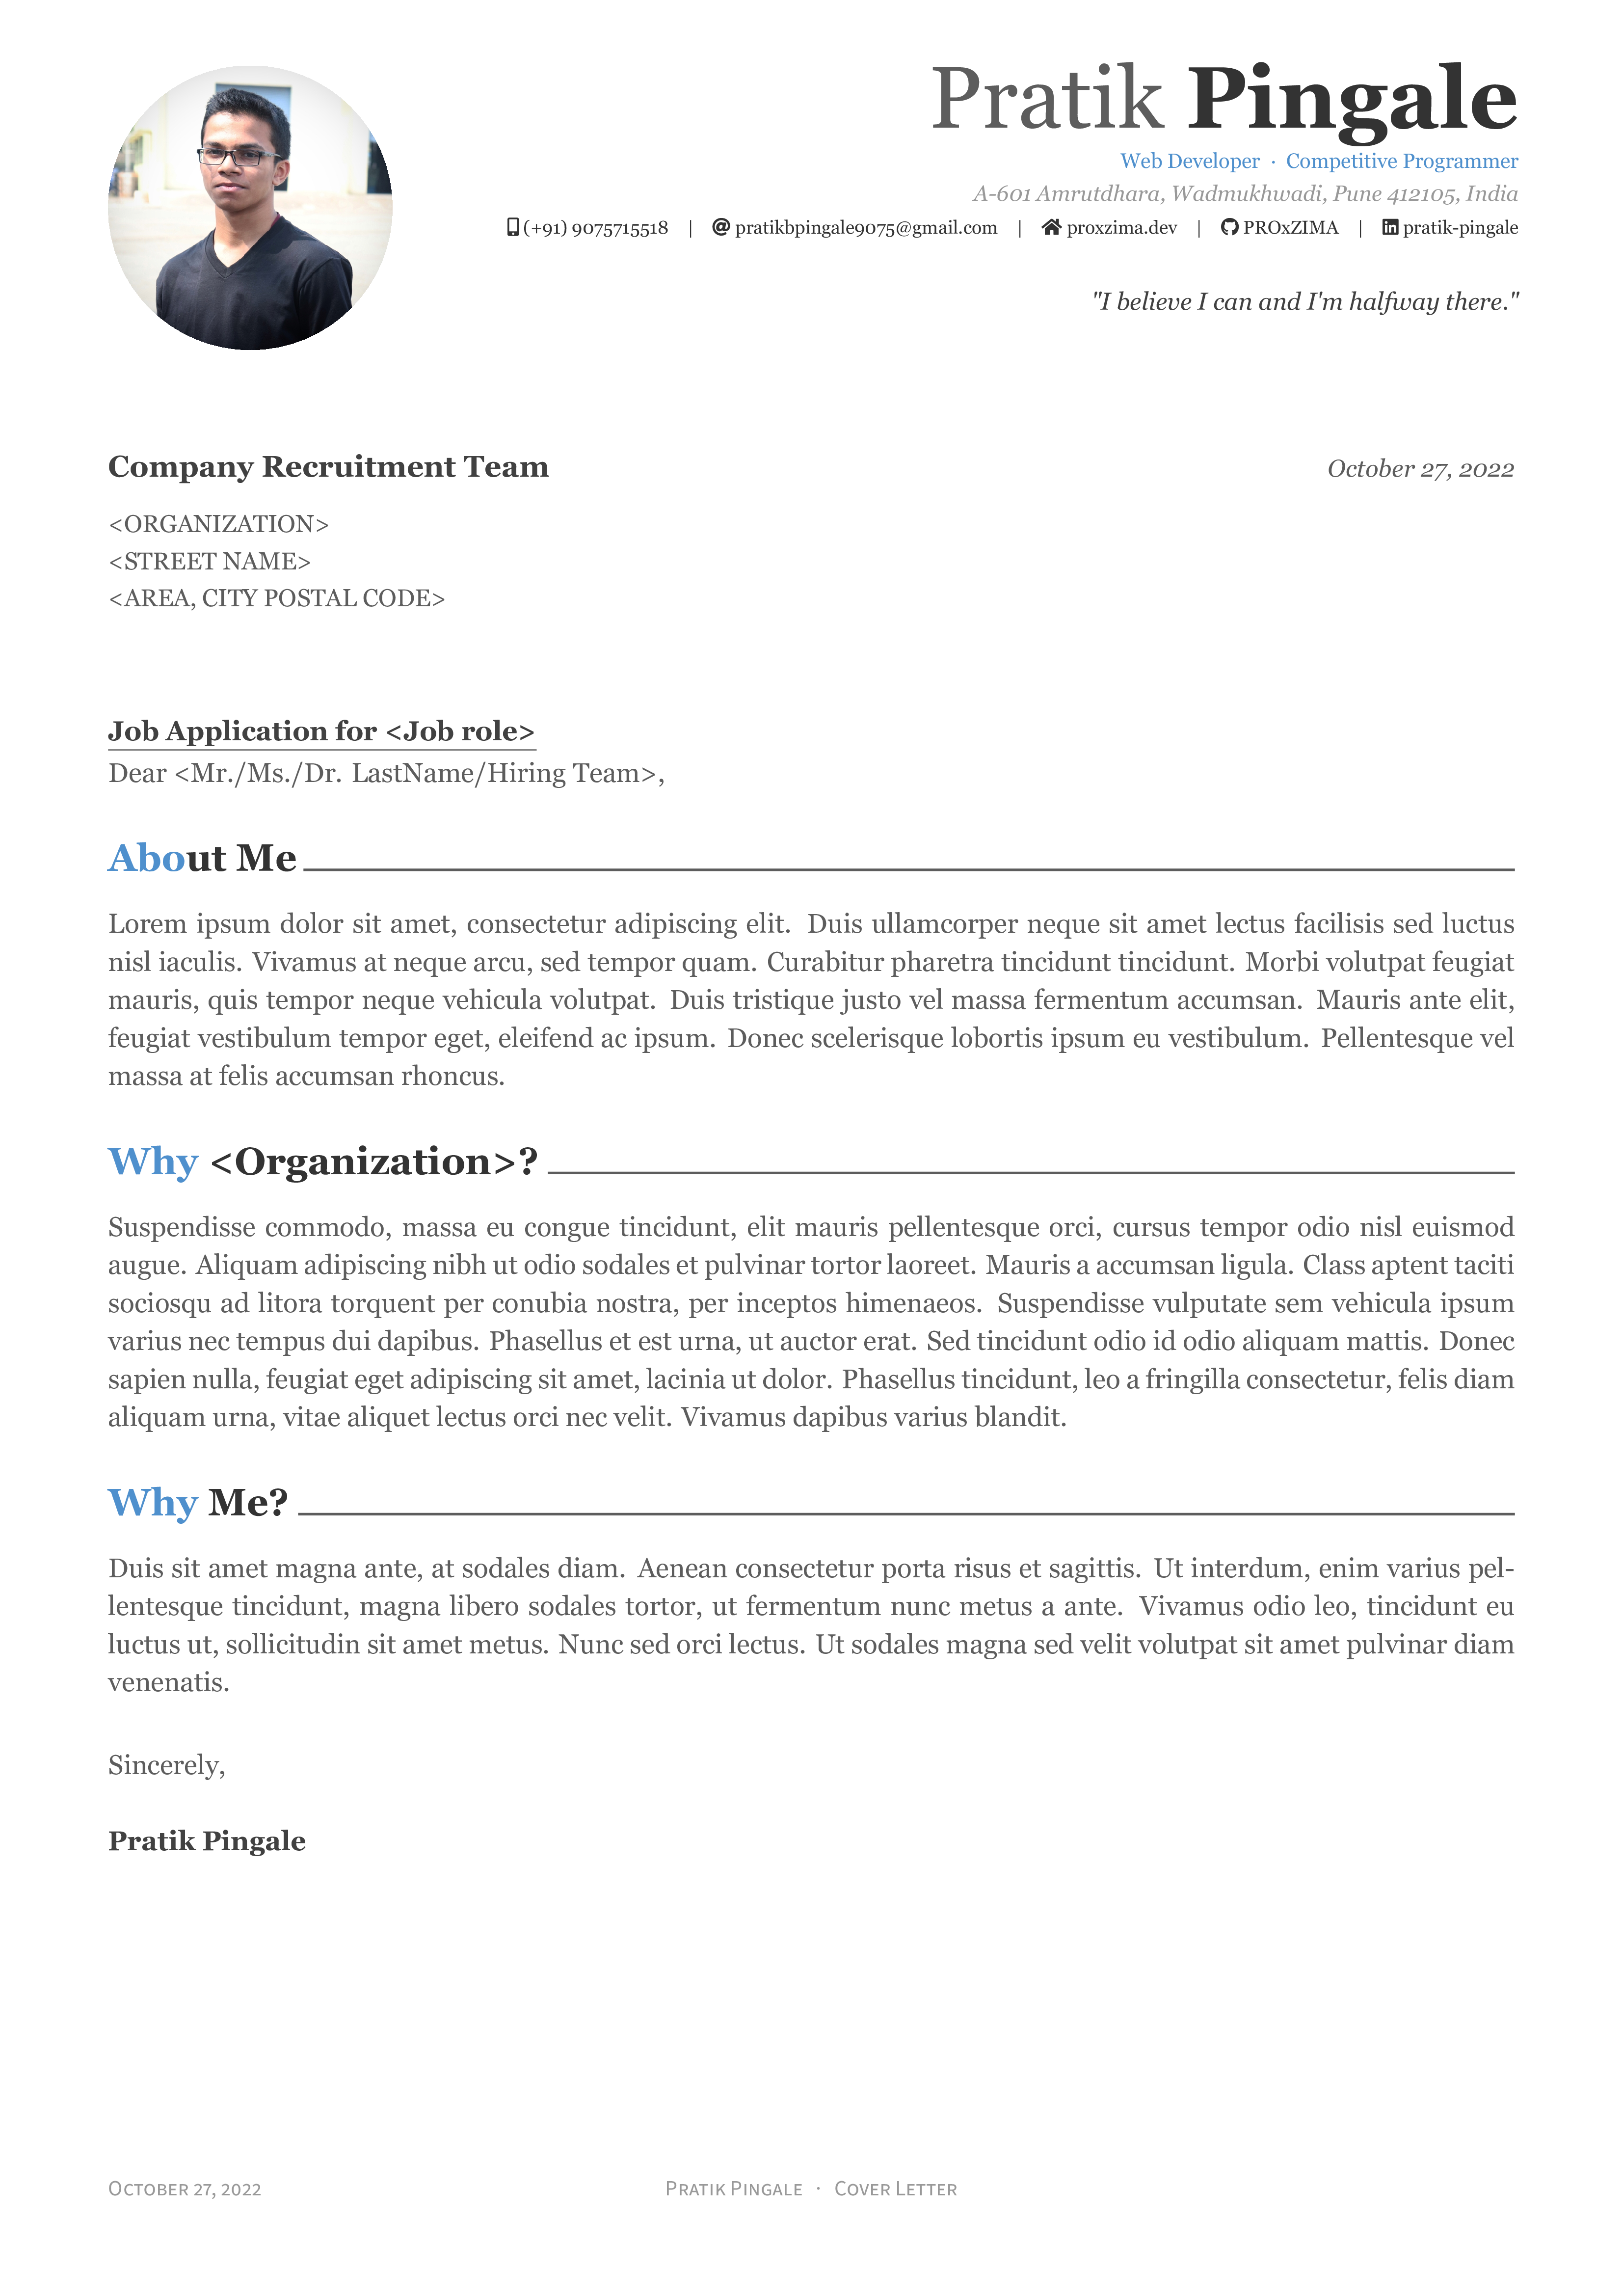 Pratik Pingale
Web Developer · Competitive Programmer
A-601 Amrutdhara, Wadmukhwadi, Pune 412105, India
(+91) 9075715518 | pratikbpingale9075@gmail.com | proxzima.dev | PROxZIMA | pratik-pingale
"I believe I can and I'm halfway there."
Company Recruitment Team
October 27, 2022
<ORGANIZATION>
<STREET NAME>
<AREA, CITY POSTAL CODE>
Job Application for <Job role>
Dear <Mr./Ms./Dr. LastName/Hiring Team>,
About Me
Lorem ipsum dolor sit amet, consectetur adipiscing elit. Duis ullamcorper neque sit amet lectus facilisis sed luctus
nisl iaculis. Vivamus at neque arcu, sed tempor quam. Curabitur pharetra tincidunt tincidunt. Morbi volutpat feugiat
mauris, quis tempor neque vehicula volutpat. Duis tristique justo vel massa fermentum accumsan. Mauris ante elit,
feugiat vestibulum tempor eget, eleifend ac ipsum. Donec scelerisque lobortis ipsum eu vestibulum. Pellentesque vel
massa at felis accumsan rhoncus.
Why <Organization>?
Suspendisse commodo, massa eu congue tincidunt, elit mauris pellentesque orci, cursus tempor odio nisl euismod
augue. Aliquam adipiscing nibh ut odio sodales et pulvinar tortor laoreet. Mauris a accumsan ligula. Class aptent taciti
sociosqu ad litora torquent per conubia nostra, per inceptos himenaeos. Suspendisse vulputate sem vehicula ipsum
varius nec tempus dui dapibus. Phasellus et est urna, ut auctor erat. Sed tincidunt odio id odio aliquam mattis. Donec
sapien nulla, feugiat eget adipiscing sit amet, lacinia ut dolor. Phasellus tincidunt, leo a fringilla consectetur, felis diam
aliquam urna, vitae aliquet lectus orci nec velit. Vivamus dapibus varius blandit.
Why Me?
Duis sit amet magna ante, at sodales diam. Aenean consectetur porta risus et sagittis. Ut interdum, enim varius pel-
lentesque tincidunt, magna libero sodales tortor, ut fermentum nunc metus a ante. Vivamus odio leo, tincidunt eu
luctus ut, sollicitudin sit amet metus. Nunc sed orci lectus. Ut sodales magna sed velit volutpat sit amet pulvinar diam
venenatis.
Sincerely,
Pratik Pingale
October 27, 2022
Pratik Pingale · Cover Letter